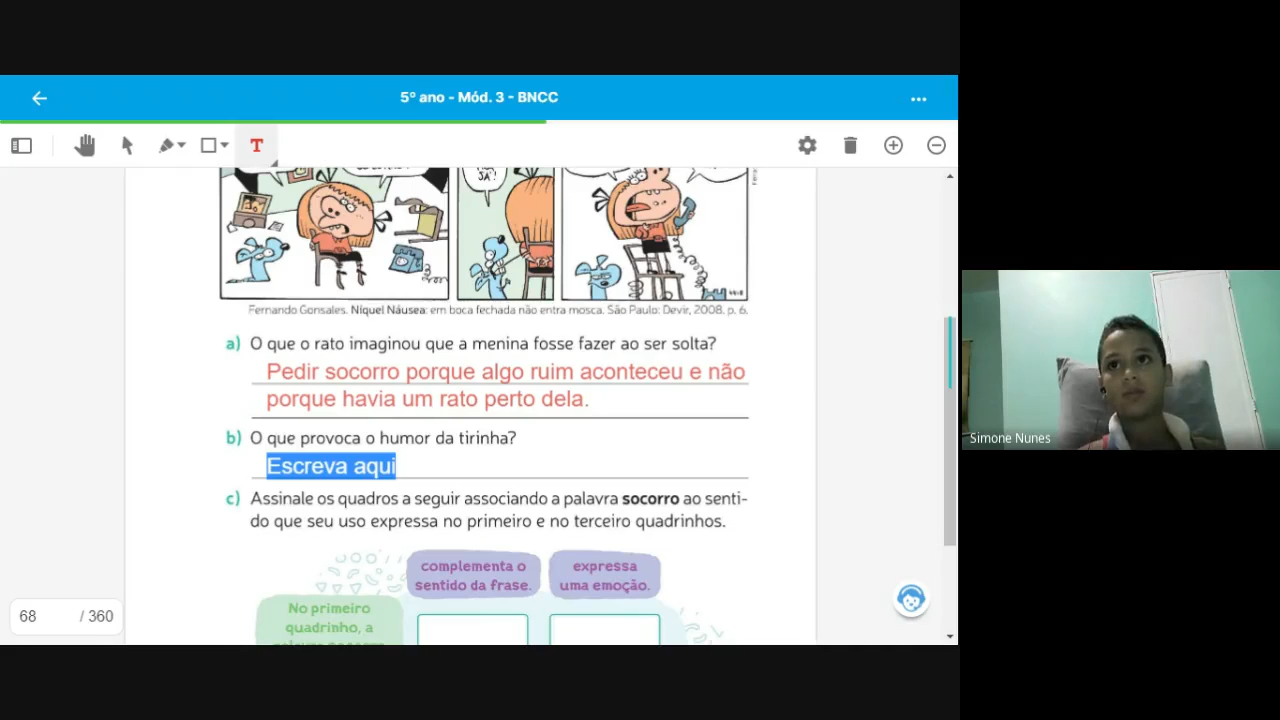 5º ano - Mód. 3 - BNCC
T
JÁ?
Fernando Gonsales. Níquel Náusea: em boca fechada não entra mosca. São Paulo: Devir, 2008. p. 6.
a) O que o rato imaginou que a menina fosse fazer ao ser solta?
Pedir socorro porque algo ruim aconteceu e não
porque havia um rato perto dela.
b) O que provoca o humor da tirinha?
Escreva aqui
c) Assinale os quadros a seguir associando a palavra socorro ao senti-
do que seu uso expressa no primeiro e no terceiro quadrinhos.
complementa o
sentido da frase.
expressa
uma emoção.
No primeiro
quadrinho, a
68 / 360
Simone Nunes